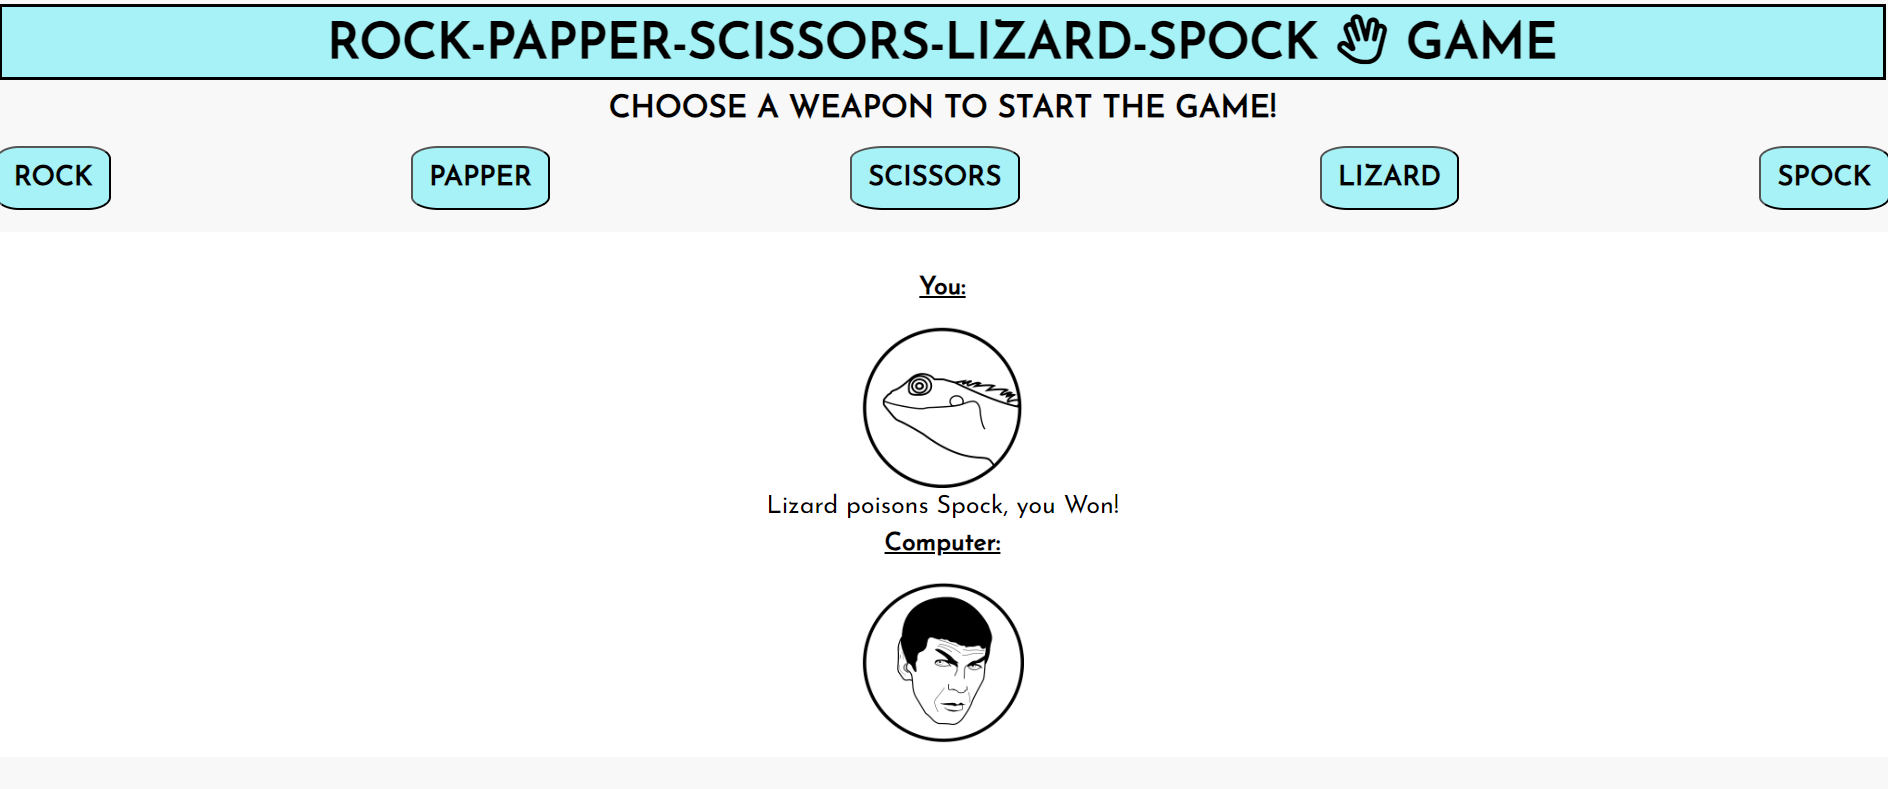 ROCK-PAPPER-SCISSORS-LIZARD-SPOCK GAME
CHOOSE A WEAPON TO START THE GAME!
ROCK PAPPER SCISSORS LIZARD SPOCK
You:
Lizard poisons Spock, you Won!
Computer: